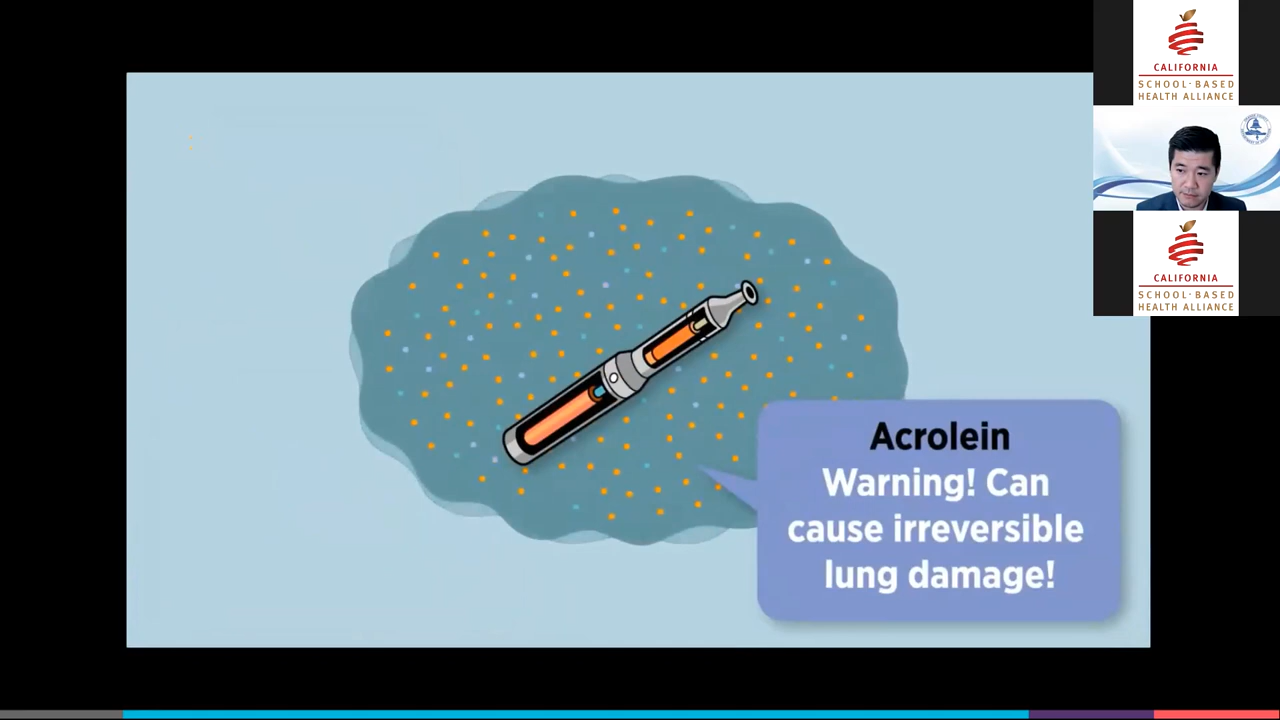 CALIFORNIA
SCHOOL-BASED
HEALTH ALLIANCE
CALIFORNIA
SCHOOL-BASED
HEALTH ALLIANCE
Acrolein
Warning! Can
cause irreversible
lung damage!